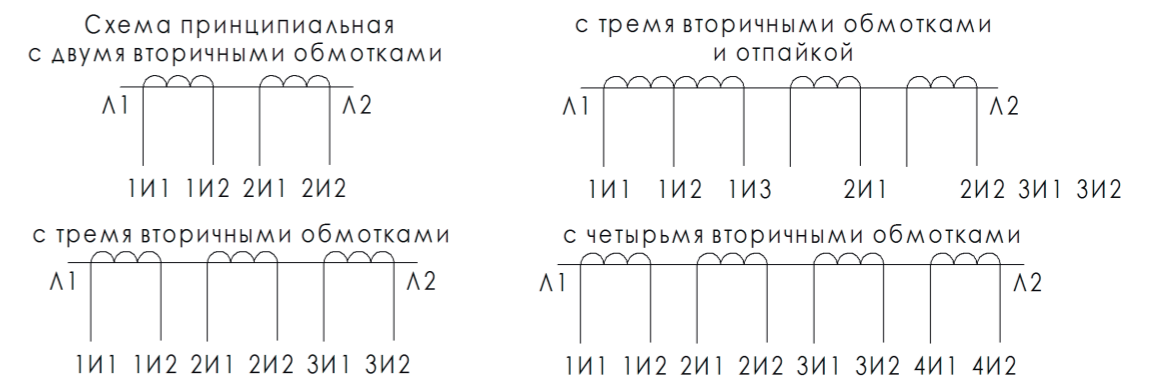 Схема принципиальная
с двумя вторичными обмотками
Л1 Л2
1И1 1И2 2И1 2И2
с тремя вторичными обмотками
и отпайкой
Л1 Л2
1И1 1И2 1И3 2И1 2И2 3И1 3И2
с тремя вторичными обмотками
Л1 Л2
1И1 1И2 2И1 2И2 3И1 3И2
с четырьмя вторичными обмотками
Л1 Л2
1И1 1И2 2И1 2И2 3И1 3И2 4И1 4И2